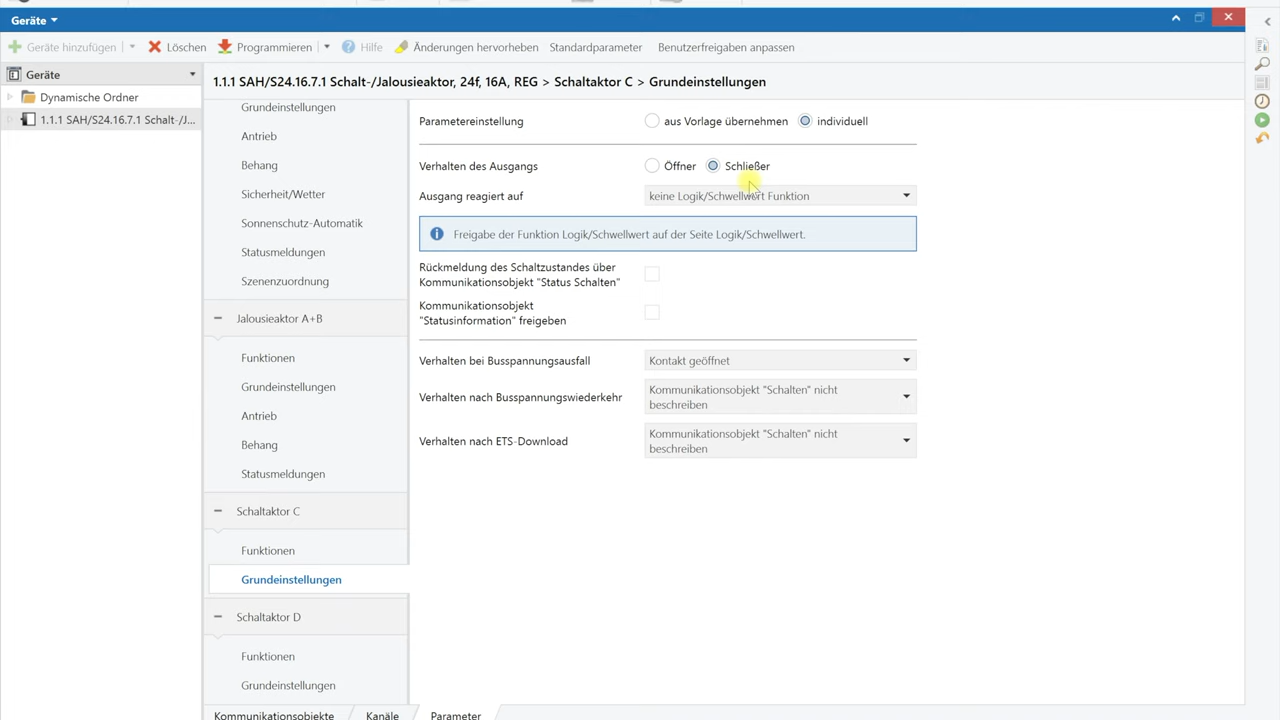 Geräte
Geräte hinzufügen
Löschen
Programmieren
Hilfe
Änderungen hervorheben
Standardparameter
Benutzerfreigaben anpassen
Geräte
Dynamische Ordner
1.1.1 SAH/S24.16.7.1 Schalt-/J...
1.1.1 SAH/S24.16.7.1 Schalt-/Jalousieaktor, 24f, 16A, REG > Schaltaktor C > Grundeinstellungen
Grundeinstellungen
Antrieb
Behang
Sicherheit/Wetter
Sonnenschutz-Automatik
Statusmeldungen
Szenenzuordnung
Jalousieaktor A+B
Funktionen
Grundeinstellungen
Antrieb
Behang
Statusmeldungen
Schaltaktor C
Funktionen
Grundeinstellungen
Schaltaktor D
Funktionen
Grundeinstellungen
Parametereinstellung
aus Vorlage übernehmen
individuell
Verhalten des Ausgangs
Öffner
Schließer
Ausgang reagiert auf
keine Logik/Schwellwert Funktion
Freigabe der Funktion Logik/Schwellwert auf der Seite Logik/Schwellwert.
Rückmeldung des Schaltzustandes über
Kommunikationsobjekt "Status Schalten"
Kommunikationsobjekt
"Statusinformation" freigeben
Verhalten bei Busspannungsausfall
Kontakt geöffnet
Verhalten nach Busspannungswiederkehr
Kommunikationsobjekt "Schalten" nicht
beschreiben
Verhalten nach ETS-Download
Kommunikationsobjekt "Schalten" nicht
beschreiben
Kommunikationsobjekte
Kanäle
Parameter